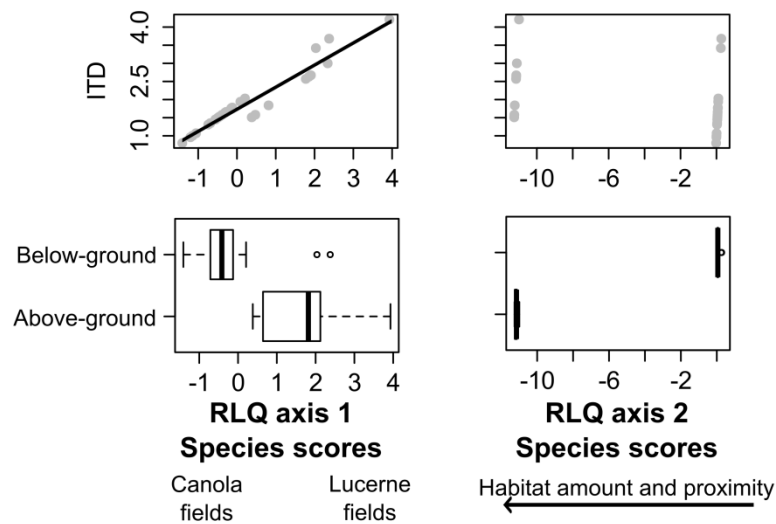 ITD
4.0
2.5
1.0
-1 0 1 2 3 4
-10 -6 -2
Below-ground
Above-ground
-1 0 1 2 3 4
-10 -6 -2
RLQ axis 1
Species scores
RLQ axis 2
Species scores
Canola
fields
Lucerne
fields
Habitat amount and proximity